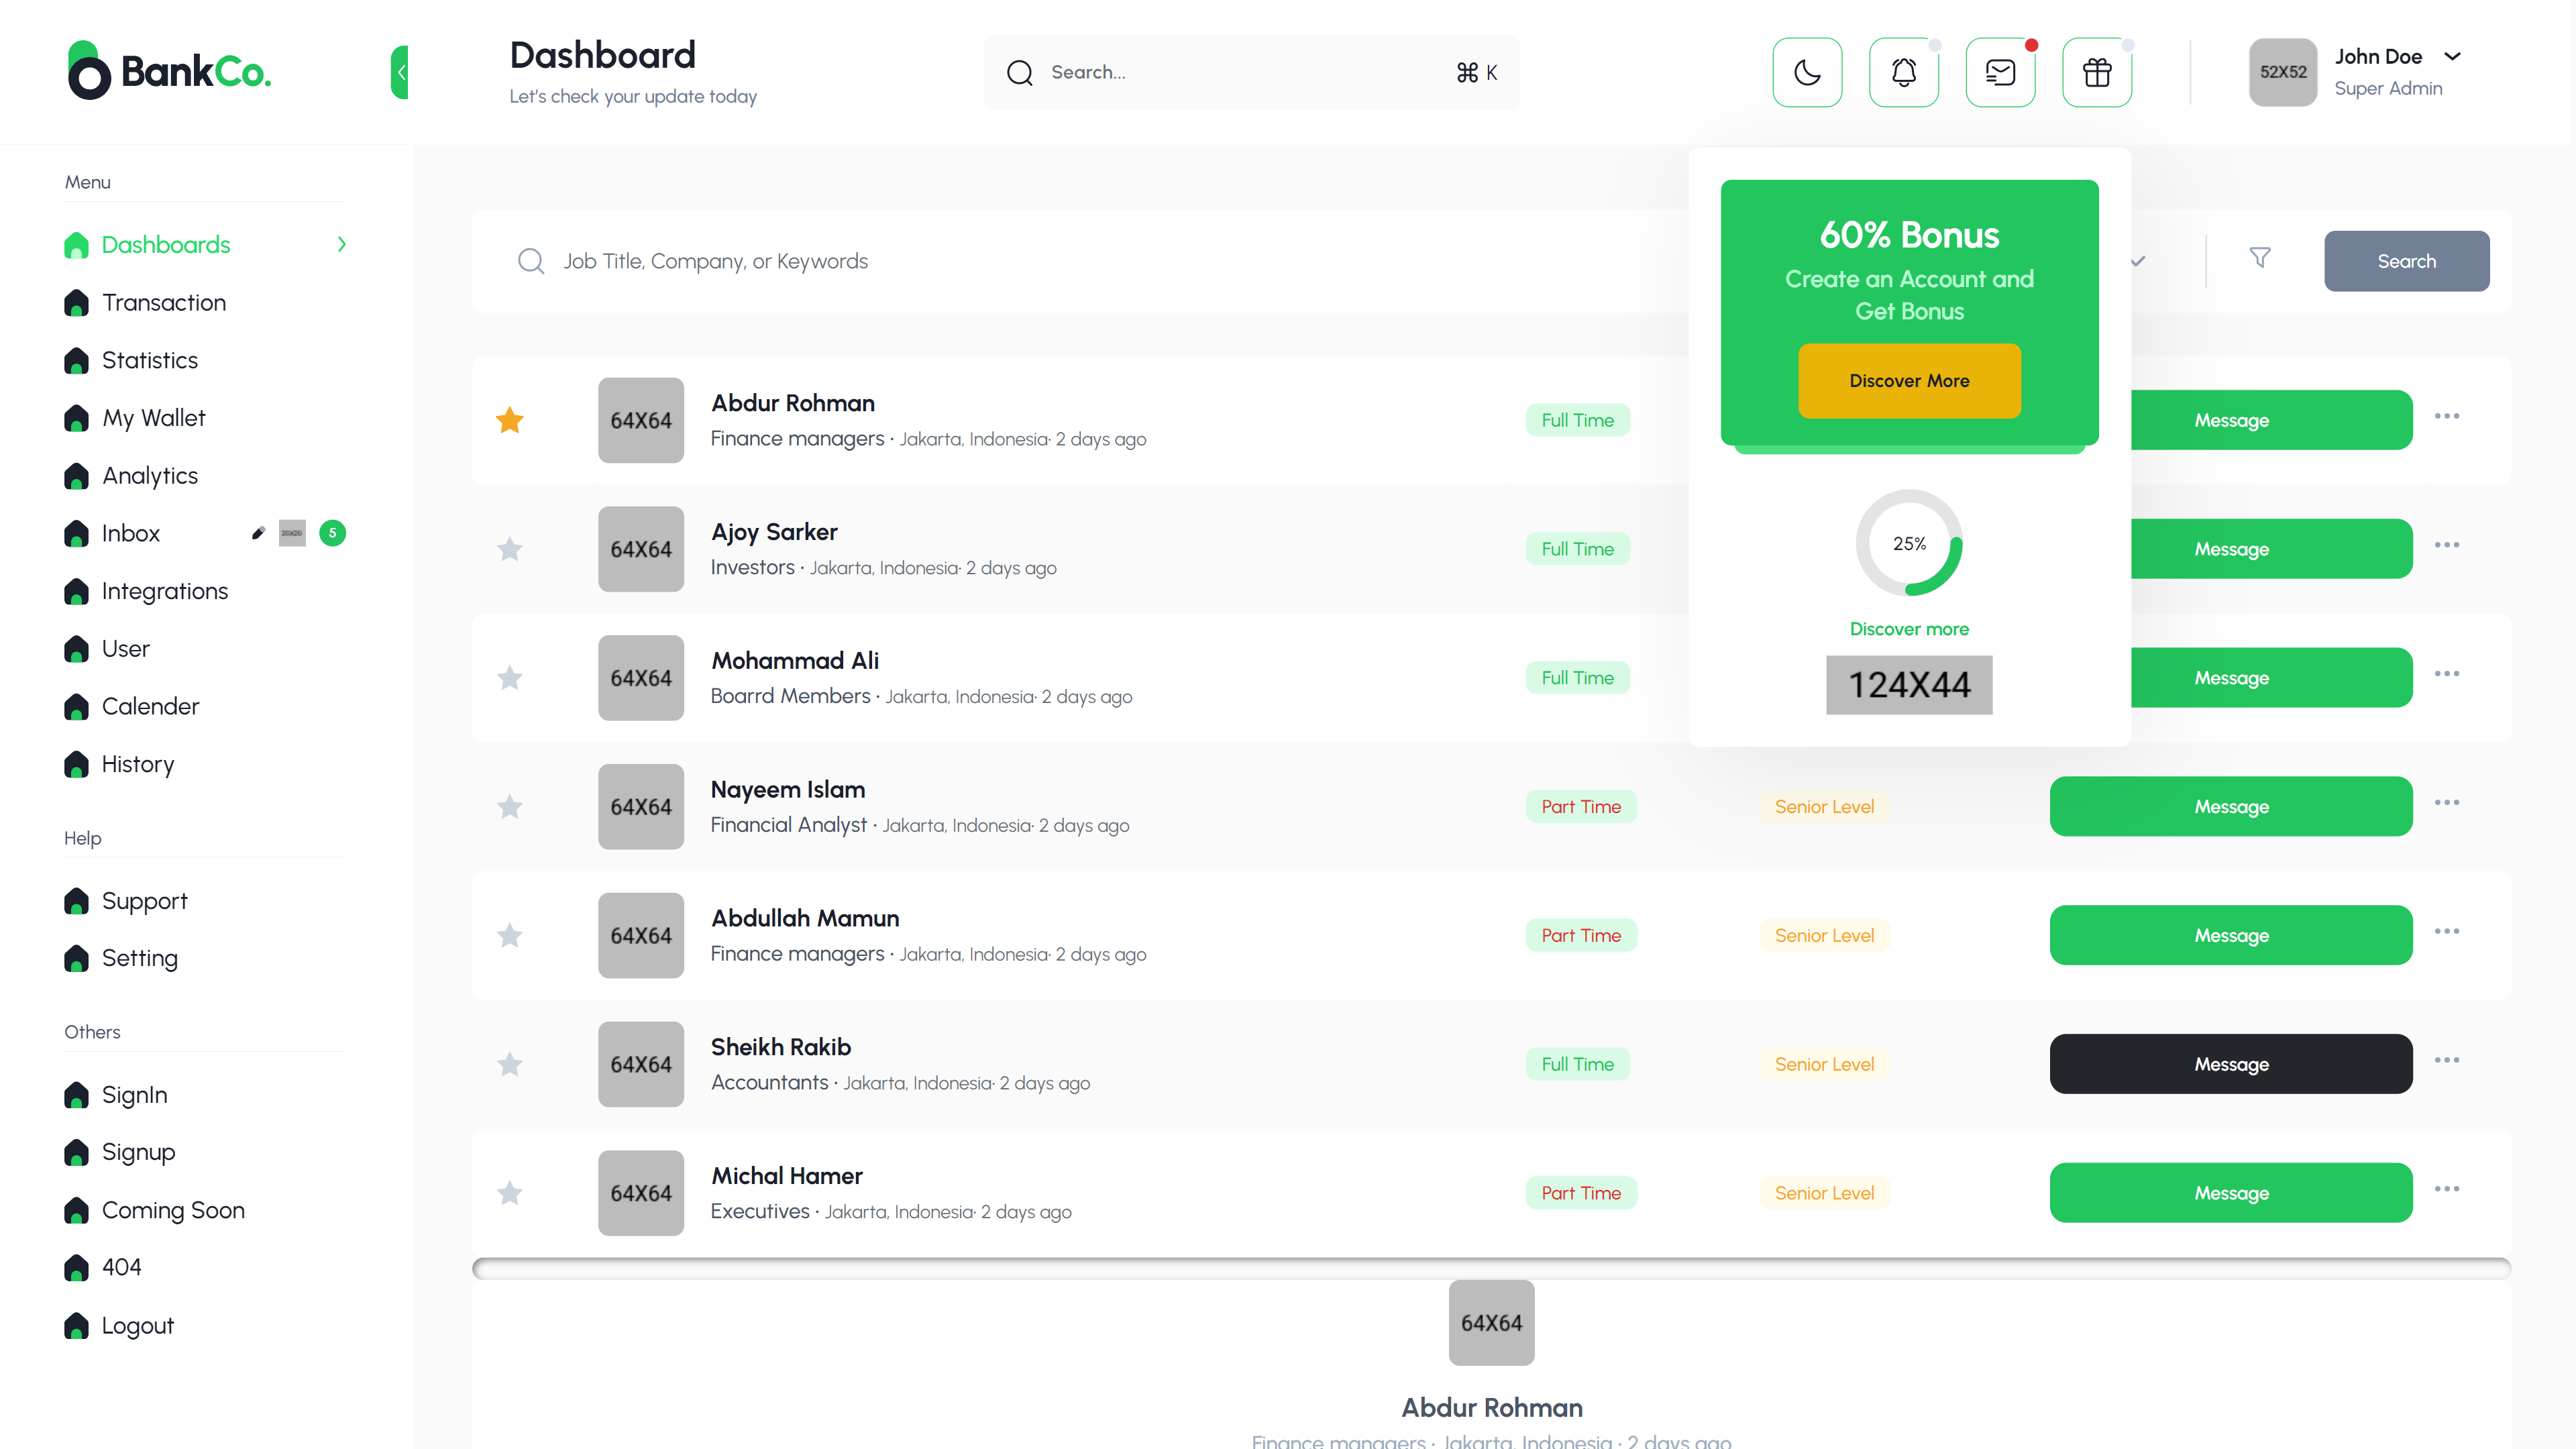 BankCo.
Dashboard
Let's check your update today
Search...
⌘ K
52X52
John Doe
Super Admin
Menu
Dashboards
Transaction
Statistics
My Wallet
Analytics
Inbox
5
Integrations
User
Calender
History
Help
Support
Setting
Others
SignIn
Signup
Coming Soon
404
Logout
Job Title, Company, or Keywords
Search
60% Bonus
Create an Account and
Get Bonus
Discover More
25%
Discover more
124X44
64X64
Abdur Rohman
Finance managers · Jakarta, Indonesia· 2 days ago
Full Time
Message
64X64
Ajoy Sarker
Investors · Jakarta, Indonesia· 2 days ago
Full Time
Message
64X64
Mohammad Ali
Boarrd Members · Jakarta, Indonesia· 2 days ago
Full Time
Message
64X64
Nayeem Islam
Financial Analyst · Jakarta, Indonesia· 2 days ago
Part Time
Senior Level
Message
64X64
Abdullah Mamun
Finance managers · Jakarta, Indonesia· 2 days ago
Part Time
Senior Level
Message
64X64
Sheikh Rakib
Accountants · Jakarta, Indonesia· 2 days ago
Full Time
Senior Level
Message
64X64
Michal Hamer
Executives · Jakarta, Indonesia· 2 days ago
Part Time
Senior Level
Message
64X64
Abdur Rohman
Finance managers · Jakarta, Indonesia · 2 days ago